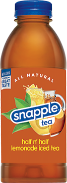 ALL NATURAL
snapple
tea
half n' half
lemonade iced tea